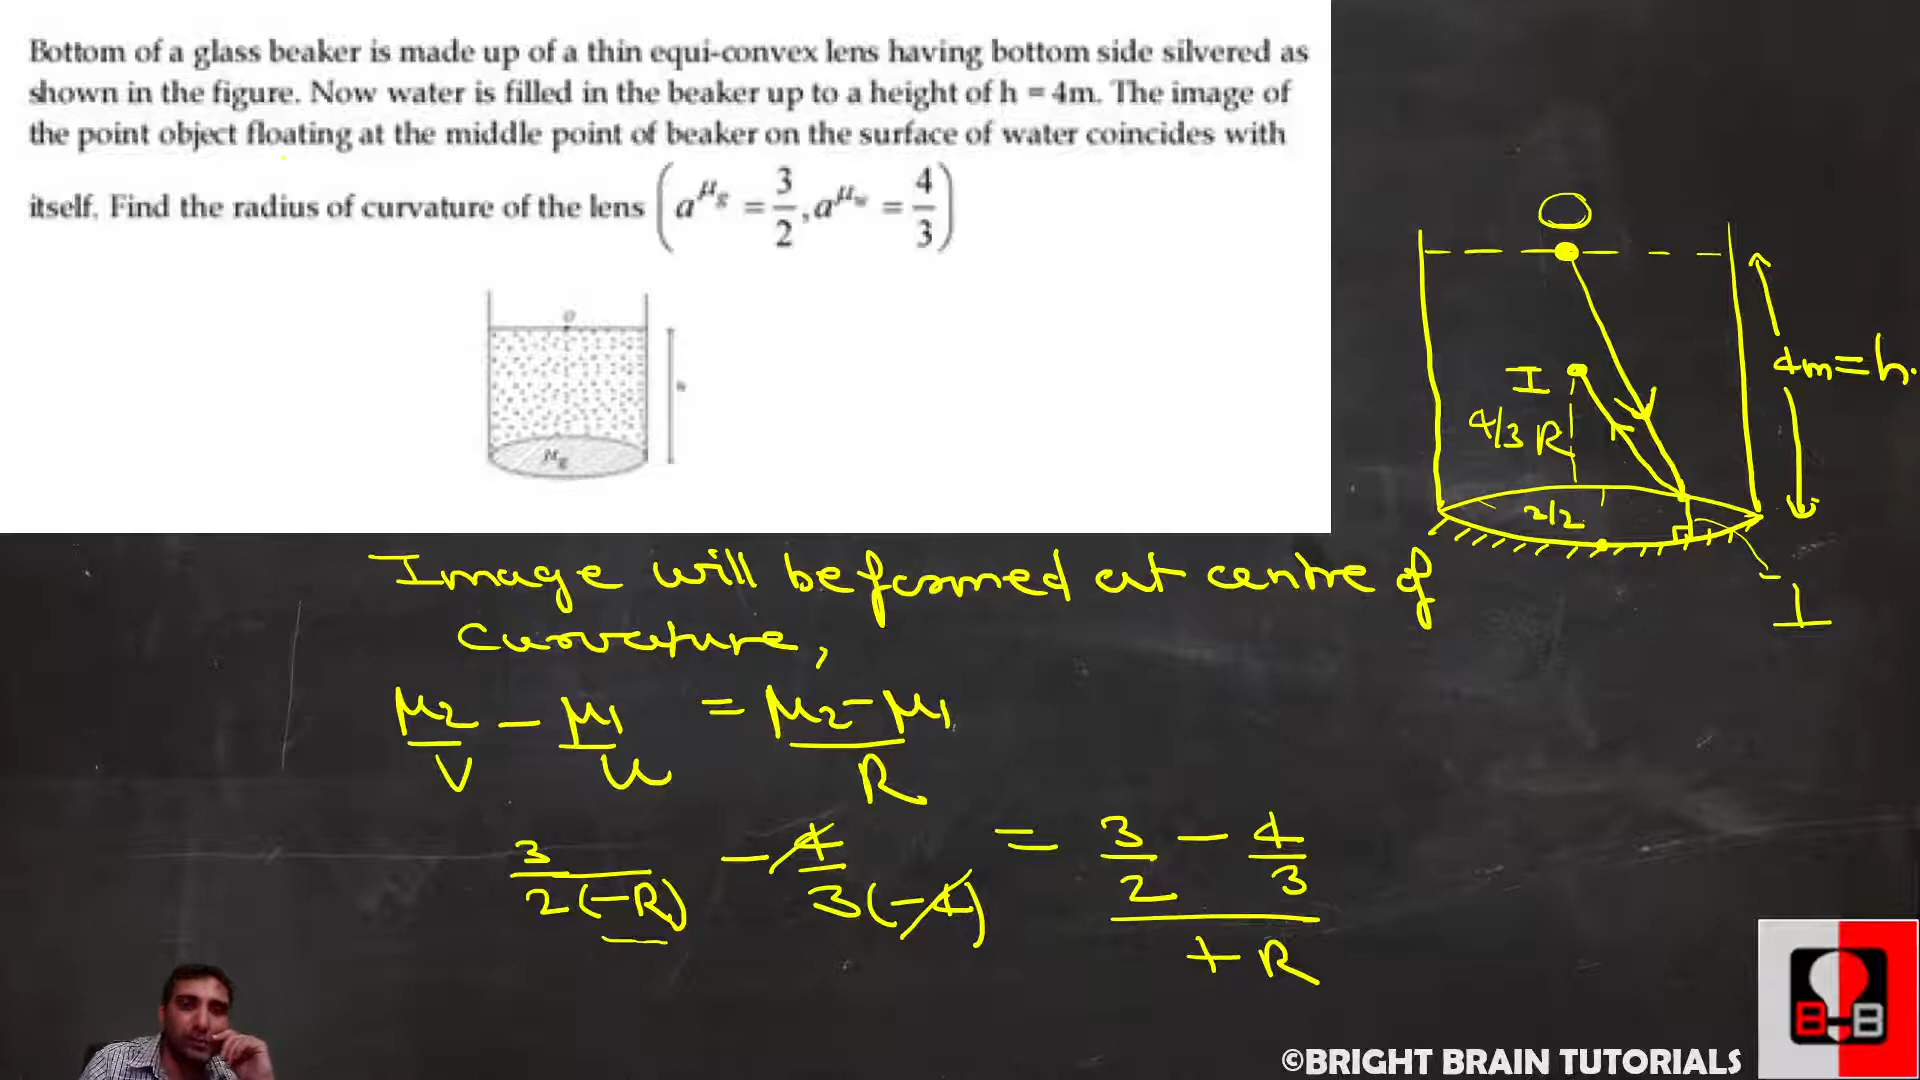 Bottom of a glass beaker is made up of a thin equi-convex lens having bottom side silvered as
shown in the figure. Now water is filled in the beaker up to a height of h = 4m. The image of
the point object floating at the middle point of beaker on the surface of water coincides with
itself. Find the radius of curvature of the lens (aμg = 3/2, aμw = 4/3)
O
h
μg
O
I
4/3 R
4m = h.
3/2
I
Image will be formed at centre of
curvature,
μ2/V - μ1/u = μ2-μ1/R
3/2(-R) - 4/3(-4) = 3/2 - 4/3 / +R
B-B
©BRIGHT BRAIN TUTORIALS